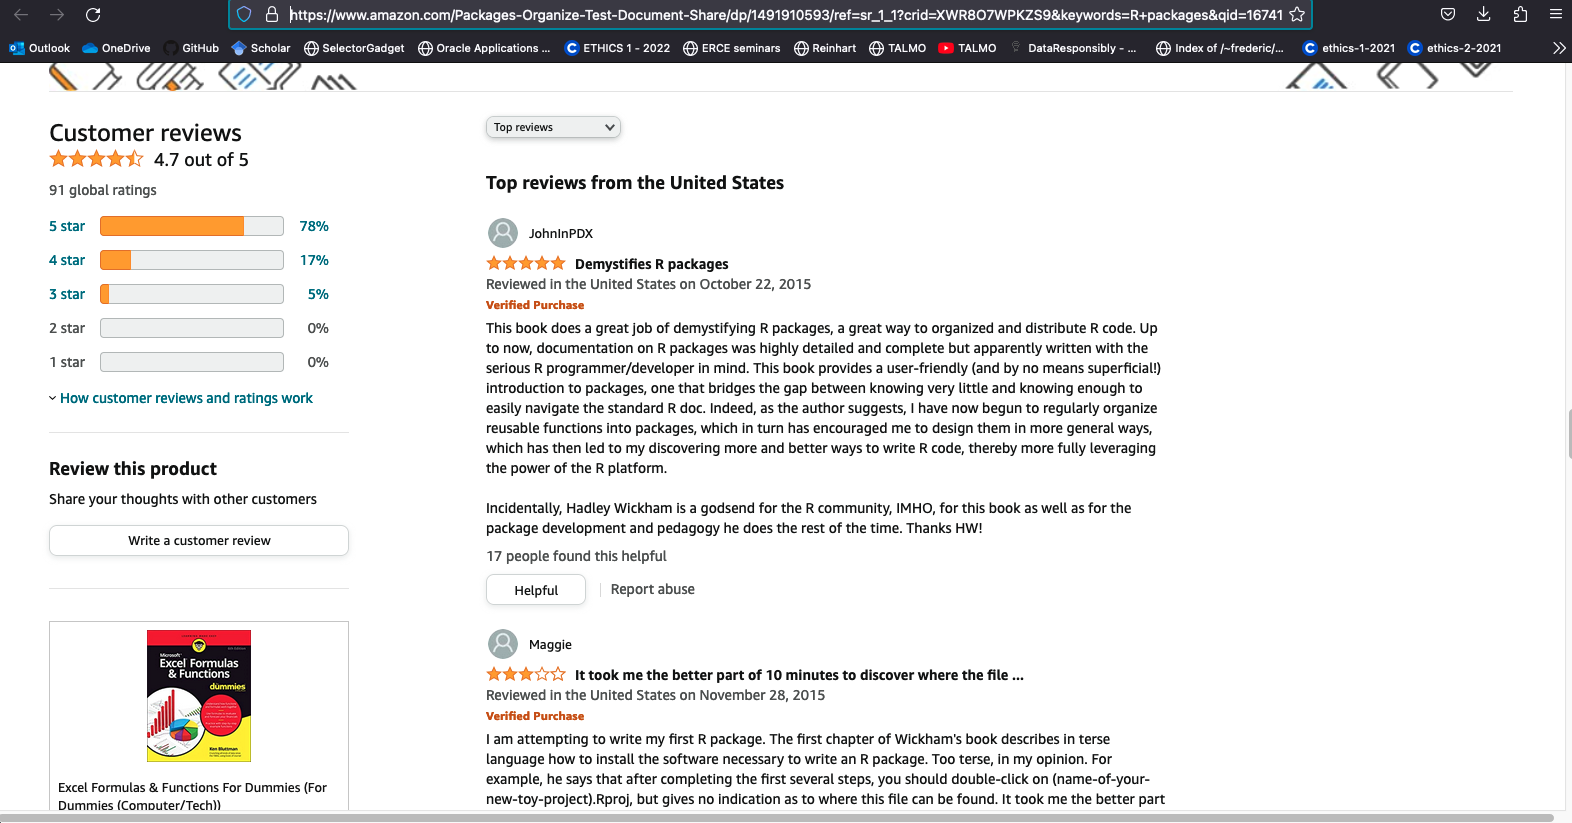 https://www.amazon.com/Packages-Organize-Test-Document-Share/dp/1491910593/ref=sr_1_1?crid=XWR8O7WPKZS9&keywords=R+packages&qid=16741
Outlook OneDrive GitHub Scholar SelectorGadget Oracle Applications ... ETHICS 1 - 2022 ERCE seminars Reinhart TALMO TALMO DataResponsibly - ... Index of /~frederic/... ethics-1-2021 ethics-2-2021
Customer reviews
4.7 out of 5
91 global ratings
5 star 78%
4 star 17%
3 star 5%
2 star 0%
1 star 0%
How customer reviews and ratings work
Review this product
Share your thoughts with other customers
Write a customer review
Microsoft
Excel Formulas
& Functions
dummies
Ken Bluttman
Excel Formulas & Functions For Dummies (For
Dummies (Computer/Tech))
Top reviews
Top reviews from the United States
JohnInPDX
Demystifies R packages
Reviewed in the United States on October 22, 2015
Verified Purchase
This book does a great job of demystifying R packages, a great way to organized and distribute R code. Up
to now, documentation on R packages was highly detailed and complete but apparently written with the
serious R programmer/developer in mind. This book provides a user-friendly (and by no means superficial!)
introduction to packages, one that bridges the gap between knowing very little and knowing enough to
easily navigate the standard R doc. Indeed, as the author suggests, I have now begun to regularly organize
reusable functions into packages, which in turn has encouraged me to design them in more general ways,
which has then led to my discovering more and better ways to write R code, thereby more fully leveraging
the power of the R platform.
Incidentally, Hadley Wickham is a godsend for the R community, IMHO, for this book as well as for the
package development and pedagogy he does the rest of the time. Thanks HW!
17 people found this helpful
Helpful Report abuse
Maggie
It took me the better part of 10 minutes to discover where the file ...
Reviewed in the United States on November 28, 2015
Verified Purchase
I am attempting to write my first R package. The first chapter of Wickham's book describes in terse
language how to install the software necessary to write an R package. Too terse, in my opinion. For
example, he says that after completing the first several steps, you should double-click on (name-of-your-
new-toy-project).Rproj, but gives no indication as to where this file can be found. It took me the better part